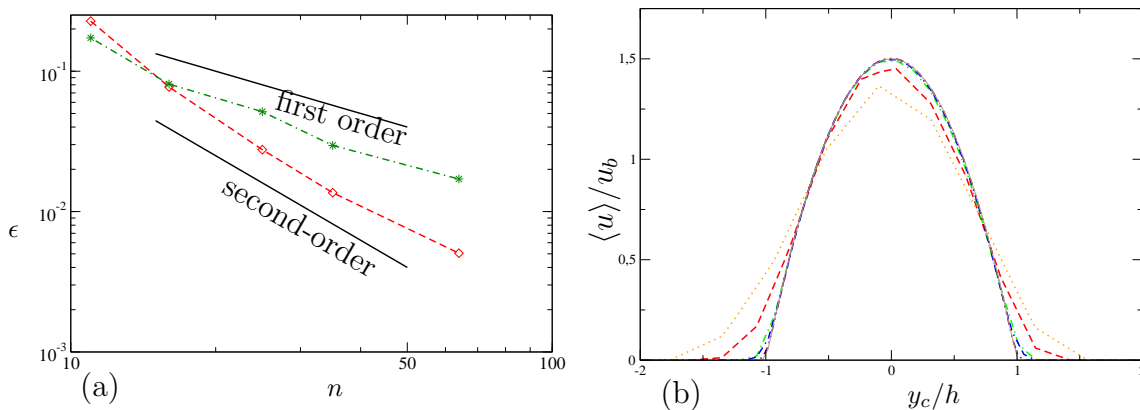 10^-1
10^-2
10^-3
ϵ
first order
second-order
10
50
100
(a)
n
1,5
1
0,5
0
⟨u⟩/u_b
-2
-1
0
1
2
(b)
y_c/h